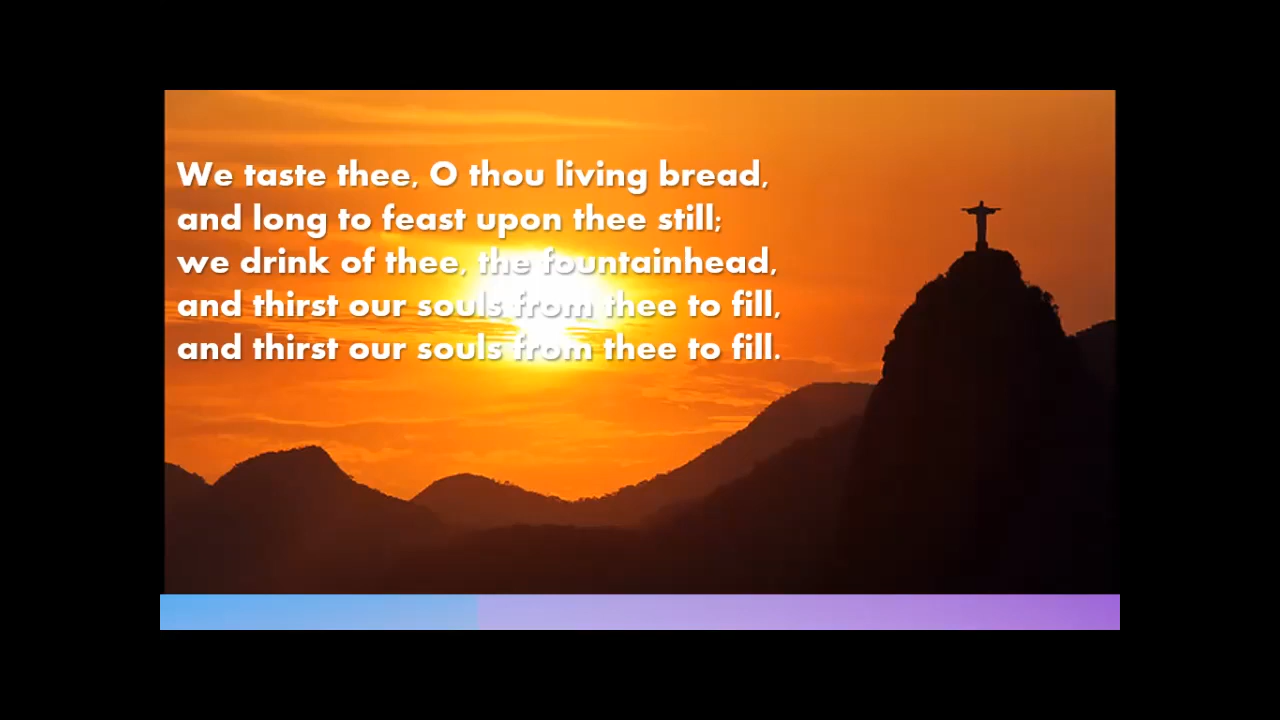 We taste thee, O thou living bread,
and long to feast upon thee still;
we drink of thee, the fountainhead,
and thirst our souls from thee to fill,
and thirst our souls from thee to fill.